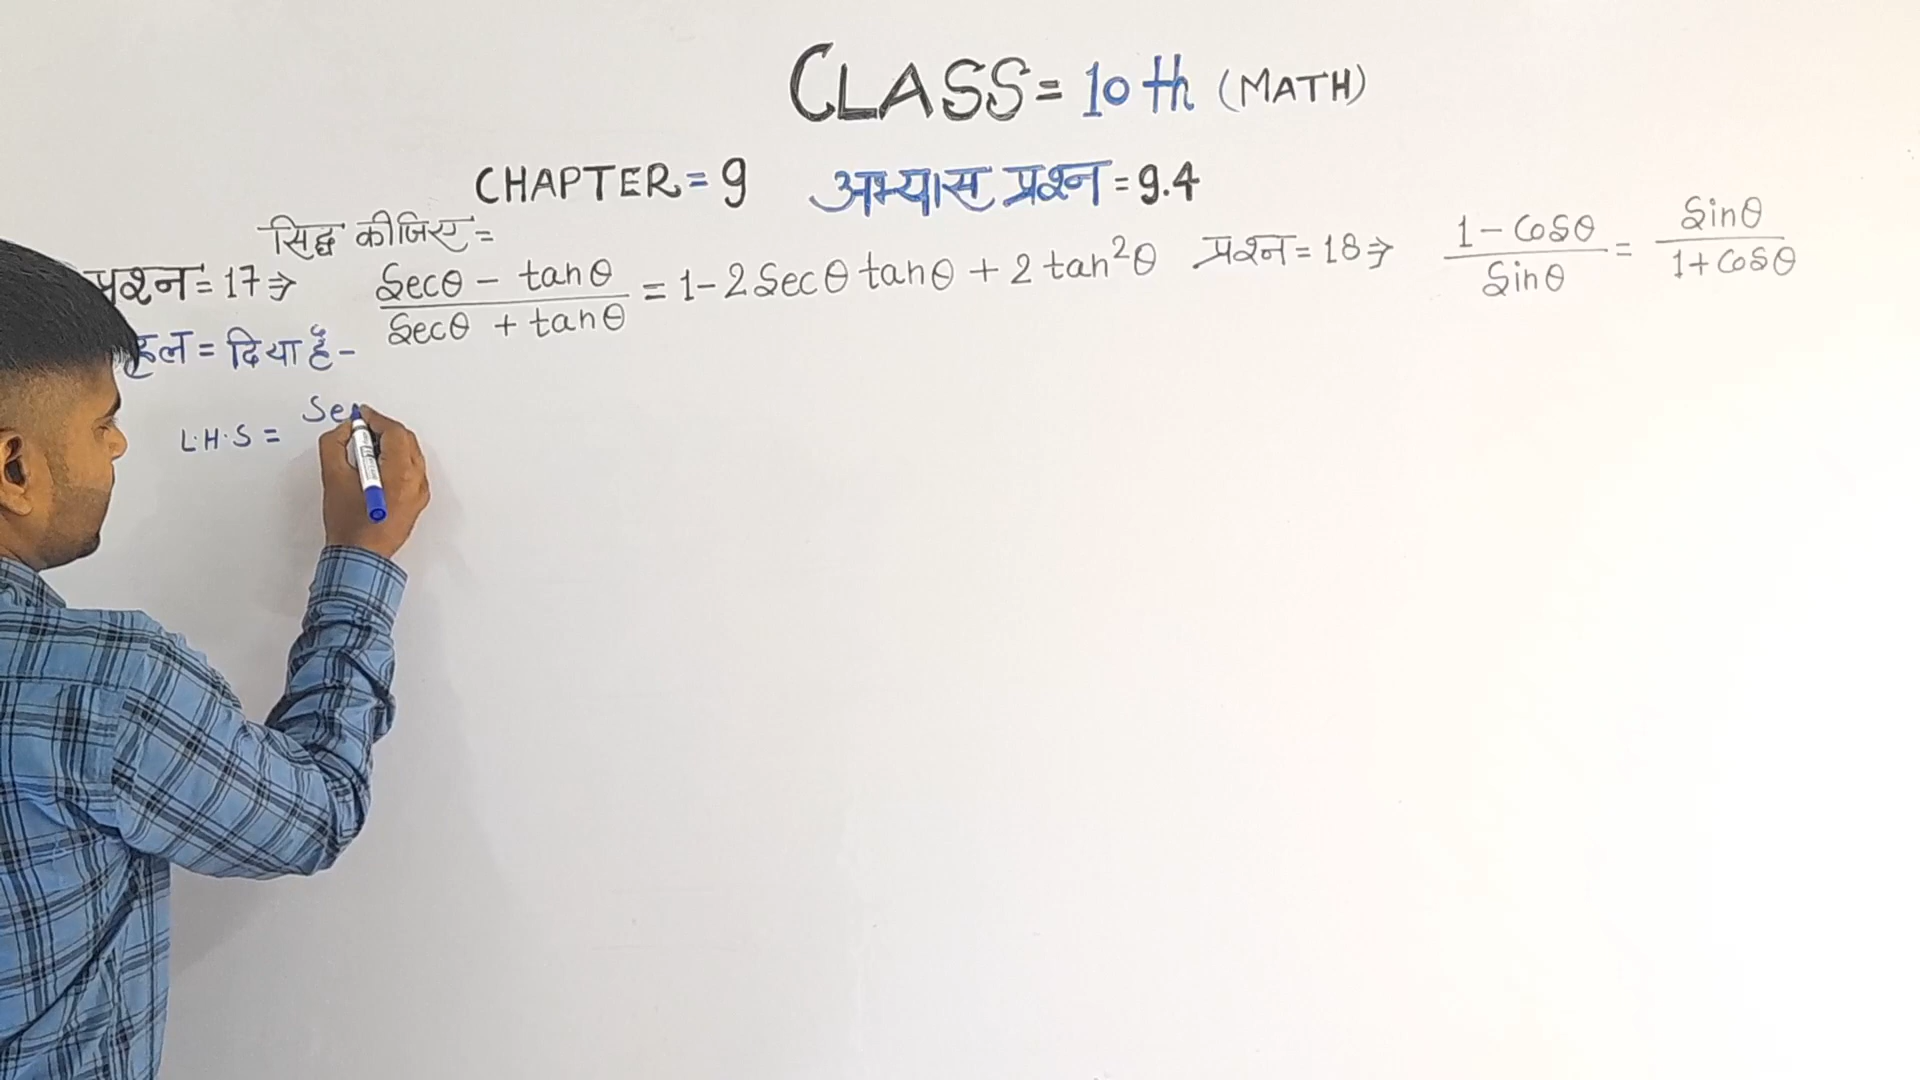 CLASS = 10th (MATH)
CHAPTER = 9 अभ्यास प्रश्न = 9.4
सिद्ध कीजिए =
प्रश्न = 17 ⇒ (Secθ - tanθ)/(Secθ + tanθ) = 1 - 2 Secθ tanθ + 2 tan²θ
प्रश्न = 18 ⇒ (1 - Cosθ)/(Sinθ) = (Sinθ)/(1 + Cosθ)
हल = दिया है -
L.H.S = Se